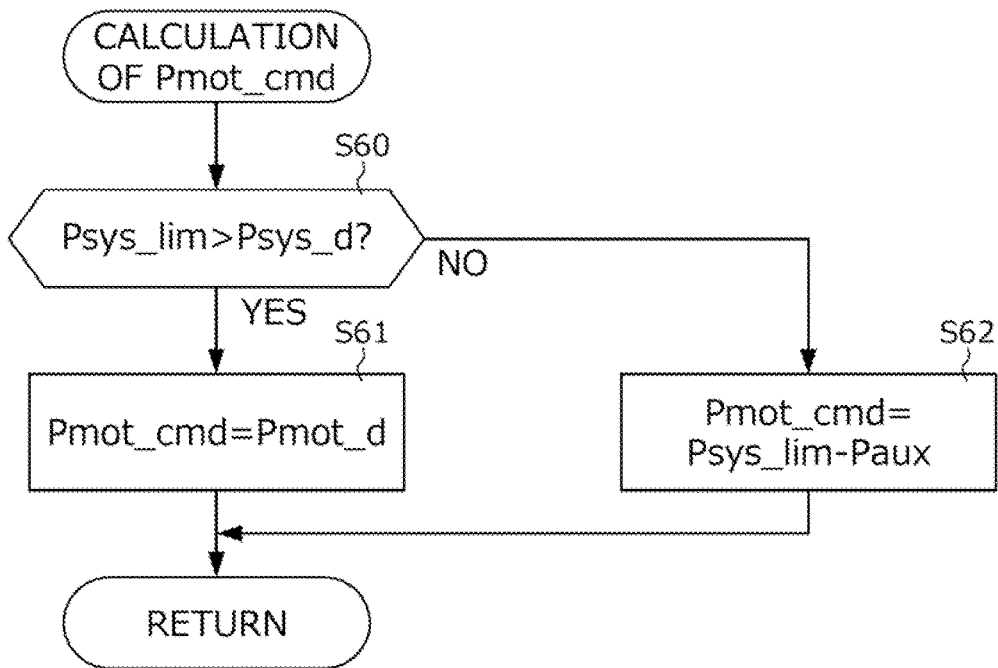 CALCULATION
OF Pmot_cmd
S60
Psys_lim>Psys_d?
NO
YES
S61
Pmot_cmd=Pmot_d
S62
Pmot_cmd=
Psys_lim-Paux
RETURN